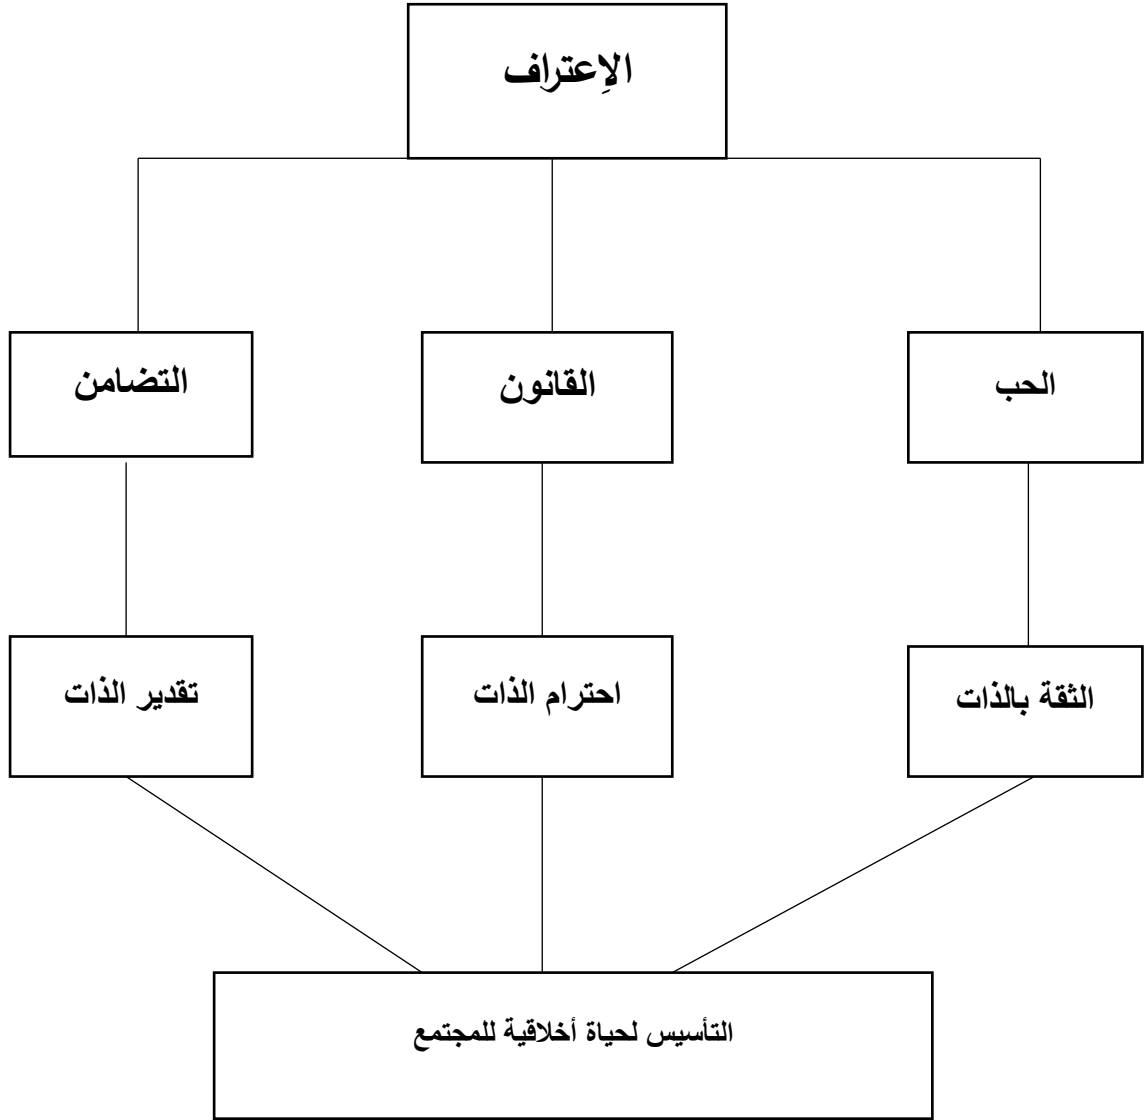 الاِعتراف
الحب
القانون
التضامن
الثقة بالذات
احترام الذات
تقدير الذات
التأسيس لحياة أخلاقية للمجتمع